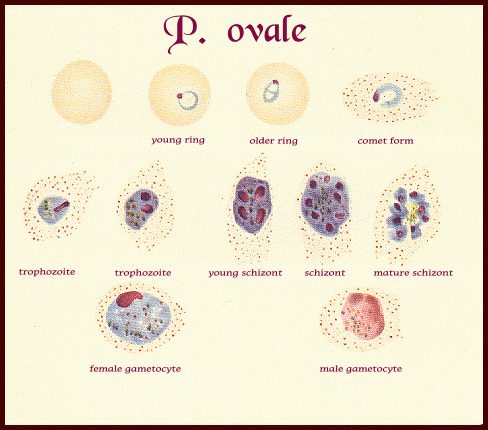 P. ovale
young ring older ring comet form
trophozoite trophozoite young schizont schizont mature schizont
female gametocyte male gametocyte